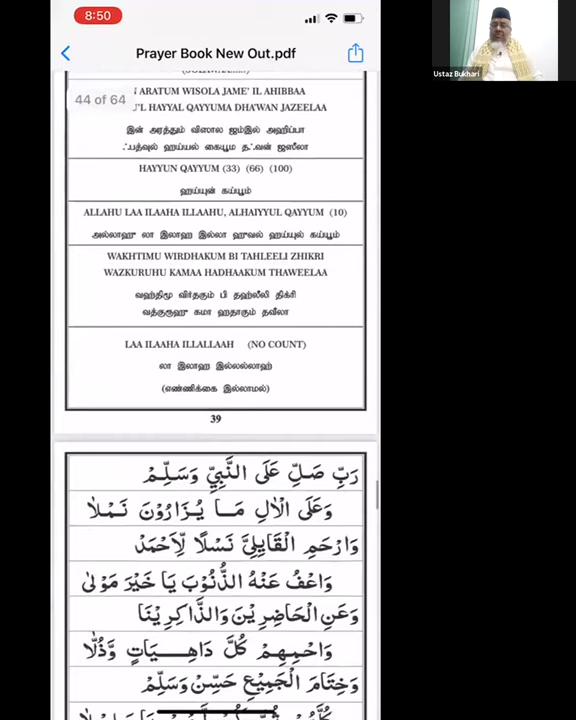 8:50
Prayer Book New Out.pdf
44 of 64
Ustaz Bukhari
ARATUM WISOLA JAME' IL AHIBBAA
'L HAYYAL QAYYUMA DHA'WAN JAZEELAA
இன் அரத்தும் விஸால ஜம்இல் அஹிப்பா
ஃபத்வுல் ஹய்யல் கையூம த.்வன் ஜஸீலா
HAYYUN QAYYUM (33) (66) (100)
ஹய்யுன் கய்யூம்
ALLAHU LAA ILAAHA ILLAAHU, ALHAIYYUL QAYYUM (10)
அல்லாஹு லா இலாஹ இல்லா ஹுவல் ஹய்யுல் கய்யூம்
WAKHTIMU WIRDHAKUM BI TAHLEELI ZHIKRI
WAZKURUHU KAMAA HADHAAKUM THAWEELAA
வஹ்திமூ விர்தகும் பி தஹ்லீலி திக்ரி
வத்குரூஹு கமா ஹதாகும் தவீலா
LAA ILAAHA ILLALLAAH (NO COUNT)
லா இலாஹ இல்லல்லாஹ்
(எண்ணிக்கை இல்லாமல்)
39
رَبِّ صَلِّ عَلَى النَّبِيِّ وَسَلِّمْ
وَعَلَى الْاٰلِ مَا يُزَارُوْنَ نَمْلاً
وَارْحَمِ الْقَايِلِيَّ نَسْلًا لِّاَحْمَدْ
وَاعْفُ عَنْهُ الذُّنُوْبَ يَا خَيْرَ مَوْلٰى
وَعَنِ الْحَاضِرِيْنَ وَالذَّاكِرِيْنَا
وَاحْمِهِمْ كُلَّ دَاهِيَاتٍ وَّذُلًّا
وَخِتَامَ الْجَمِيْعِ حَسِّنْ وَسَلِّمْ